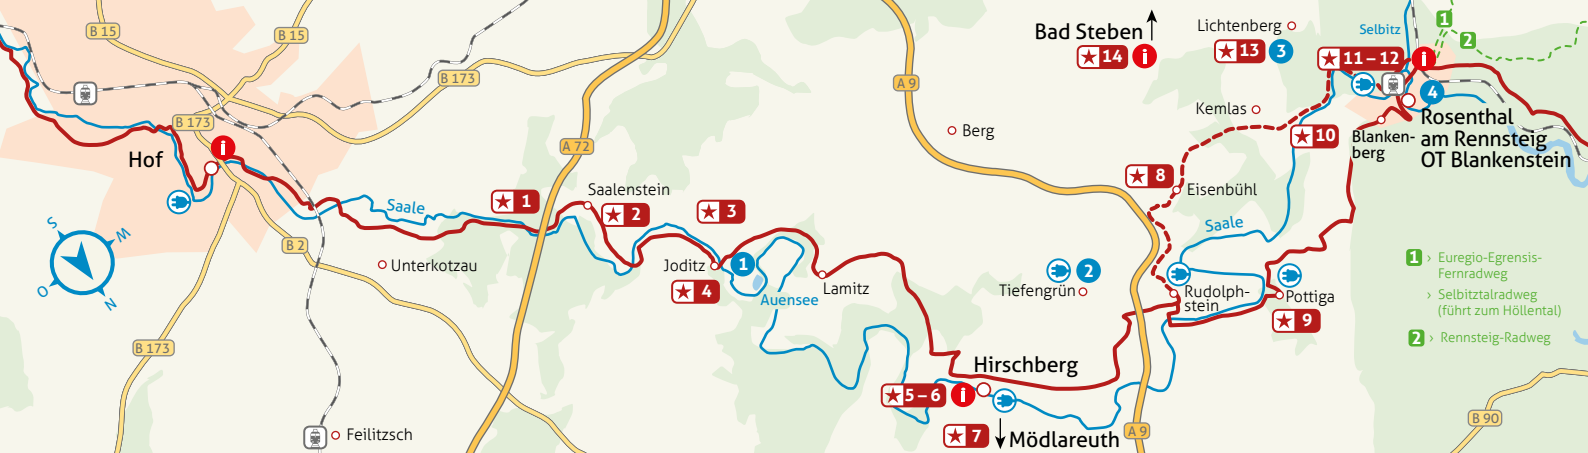 B 15
B 15
B 173
B 173
Hof
i
S
W
O
N
Saale
B 2
Unterkotzau
B 173
Feilitzsch
A 72
1
Saalenstein
2
3
Joditz
1
4
Auensee
Lamitz
A 9
Berg
Bad Steben
14 i
Lichtenberg
13 3
Kemlas
Selbitz
11–12 i
1
2
4
Rosenthal
am Rennsteig
OT Blankenstein
Blanken-
berg
10
8
Eisenbühl
Saale
Tiefengrün
2
Rudolph-
stein
Pottiga
9
Hirschberg
5–6 i
7
Mödlareuth
A 9
1 › Euregio-Egrensis-
Fernradweg
› Selbitztalradweg
(führt zum Höllental)
2 › Rennsteig-Radweg
B 90